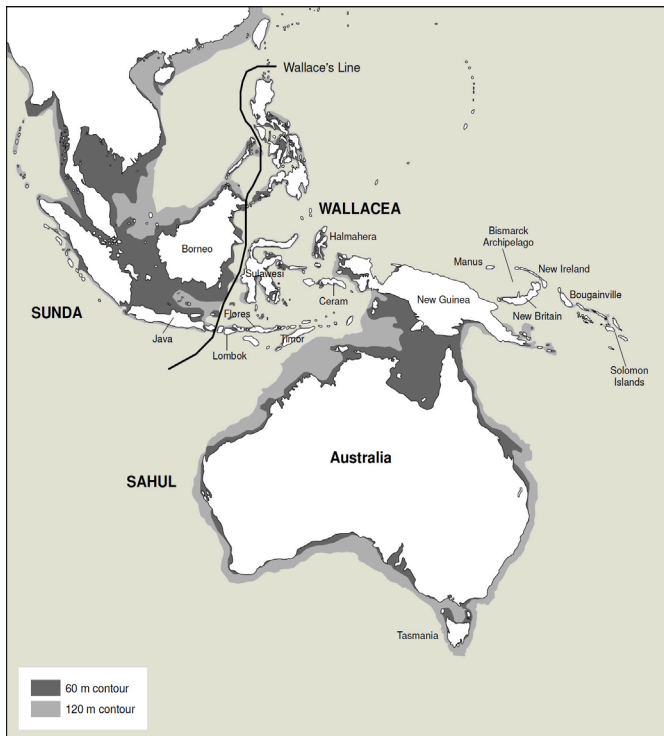 Wallace's Line
WALLACEA
Bismarck
Archipelago
Halmahera
Borneo
Manus
New Ireland
Sulawesi
Bougainville
Ceram
New Guinea
SUNDA
Flores
New Britain
Java
Timor
Lombok
Solomon
Islands
Australia
SAHUL
Tasmania
60 m contour
120 m contour